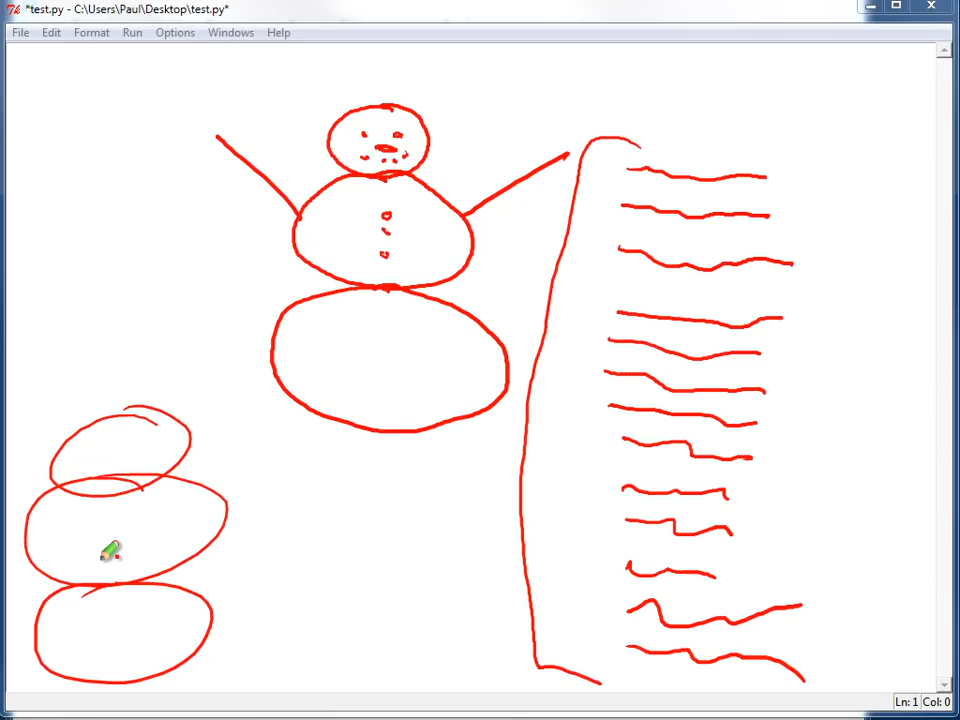 *test.py - C:\Users\Paul\Desktop\test.py*
File Edit Format Run Options Windows Help
Ln: 1 Col: 0